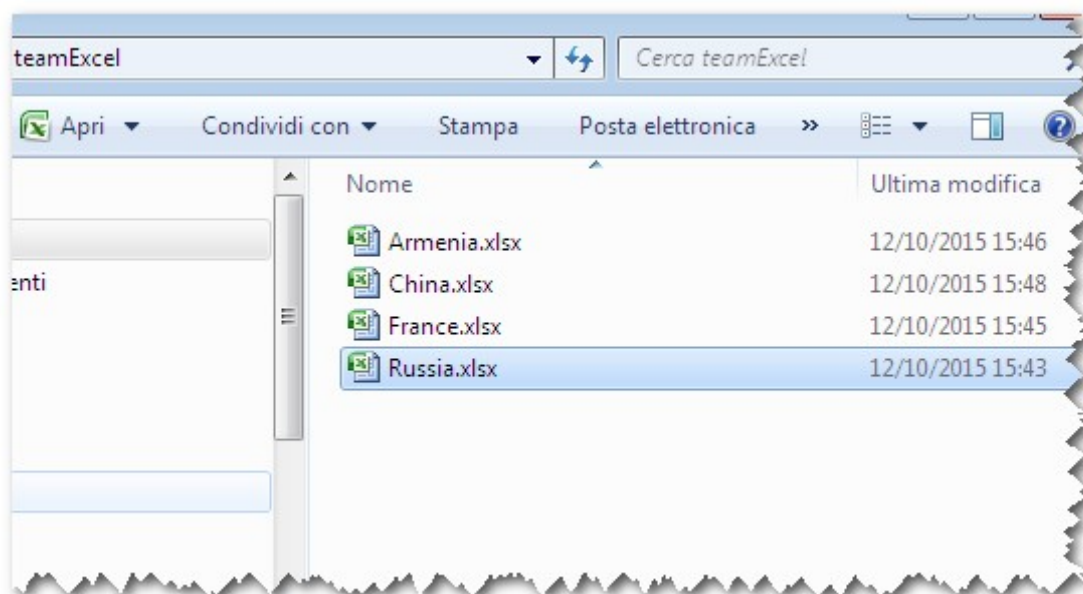 teamExcel Cerca teamExcel
Apri Condividi con Stampa Posta elettronica »
Nome Ultima modifica
Armenia.xlsx 12/10/2015 15:46
enti China.xlsx 12/10/2015 15:48
France.xlsx 12/10/2015 15:45
Russia.xlsx 12/10/2015 15:43